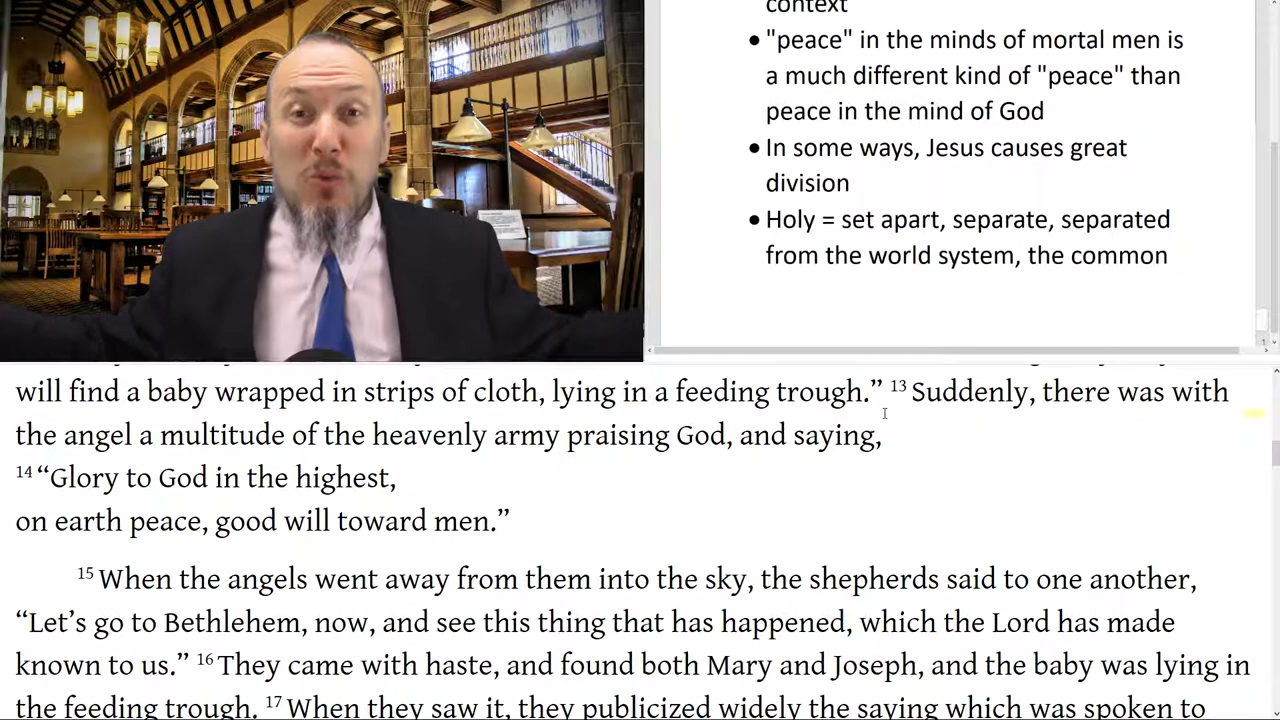 context
• "peace" in the minds of mortal men is
a much different kind of "peace" than
peace in the mind of God
• In some ways, Jesus causes great
division
• Holy = set apart, separate, separated
from the world system, the common
will find a baby wrapped in strips of cloth, lying in a feeding trough.” 13 Suddenly, there was with
the angel a multitude of the heavenly army praising God, and saying,
14 “Glory to God in the highest,
on earth peace, good will toward men.”
15 When the angels went away from them into the sky, the shepherds said to one another,
“Let’s go to Bethlehem, now, and see this thing that has happened, which the Lord has made
known to us.” 16 They came with haste, and found both Mary and Joseph, and the baby was lying in
the feeding trough. 17 When they saw it, they publicized widely the saying which was spoken to